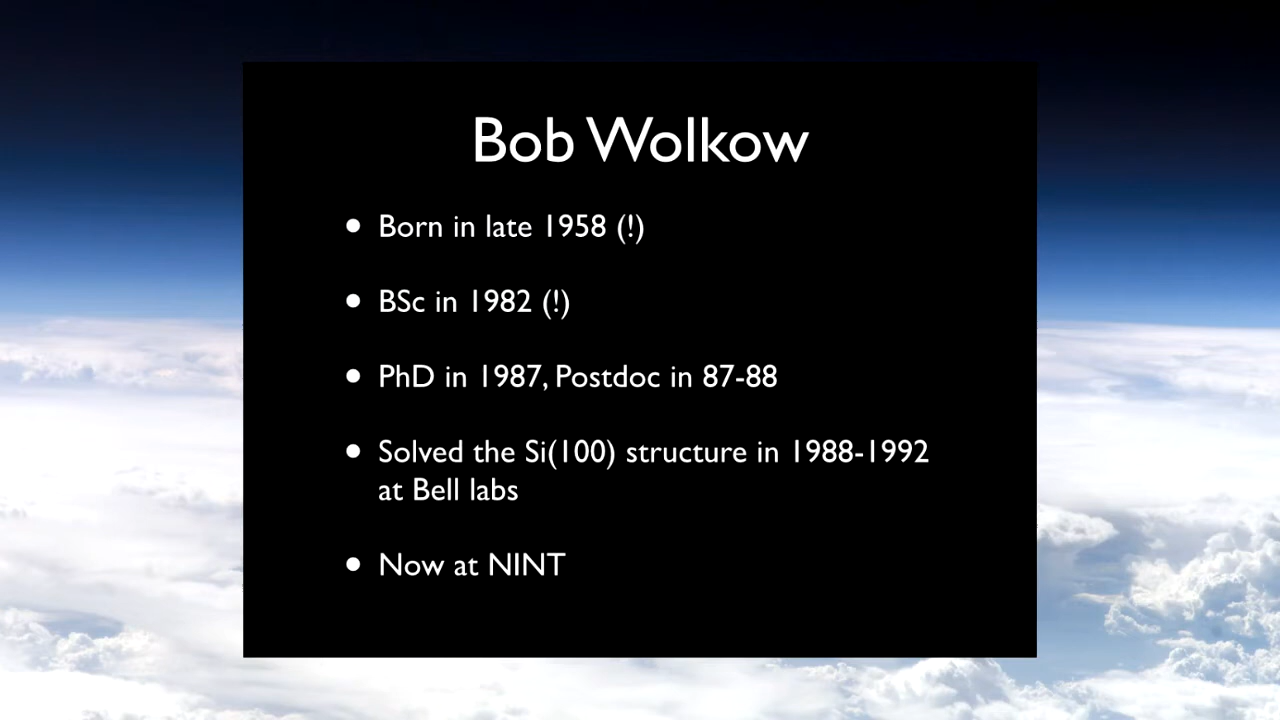 Bob Wolkow
• Born in late 1958 (!)
• BSc in 1982 (!)
• PhD in 1987, Postdoc in 87-88
• Solved the Si(100) structure in 1988-1992
at Bell labs
• Now at NINT